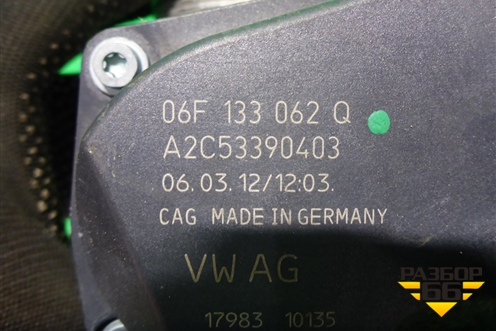 06F 133 062 Q
A2C53390403
06.03.12/12:03.
CAG MADE IN GERMANY
VW AG
17983 10135
РАЗБОР
66